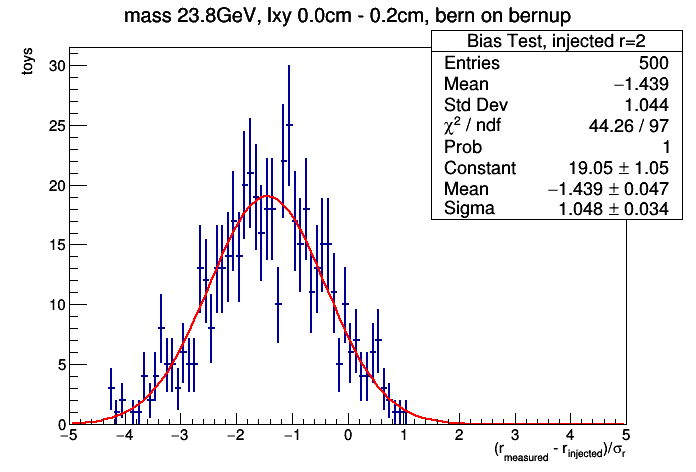 mass 23.8GeV, lxy 0.0cm - 0.2cm, bern on bernup
Bias Test, injected r=2
Entries 500
Mean −1.439
Std Dev 1.044
χ² / ndf 44.26 / 97
Prob 1
Constant 19.05 ± 1.05
Mean −1.439 ± 0.047
Sigma 1.048 ± 0.034
toys
30
25
20
15
10
5
0
−5 −4 −3 −2 −1 0 1 2 3 4 5
(r_measured - r_injected)/σ_r